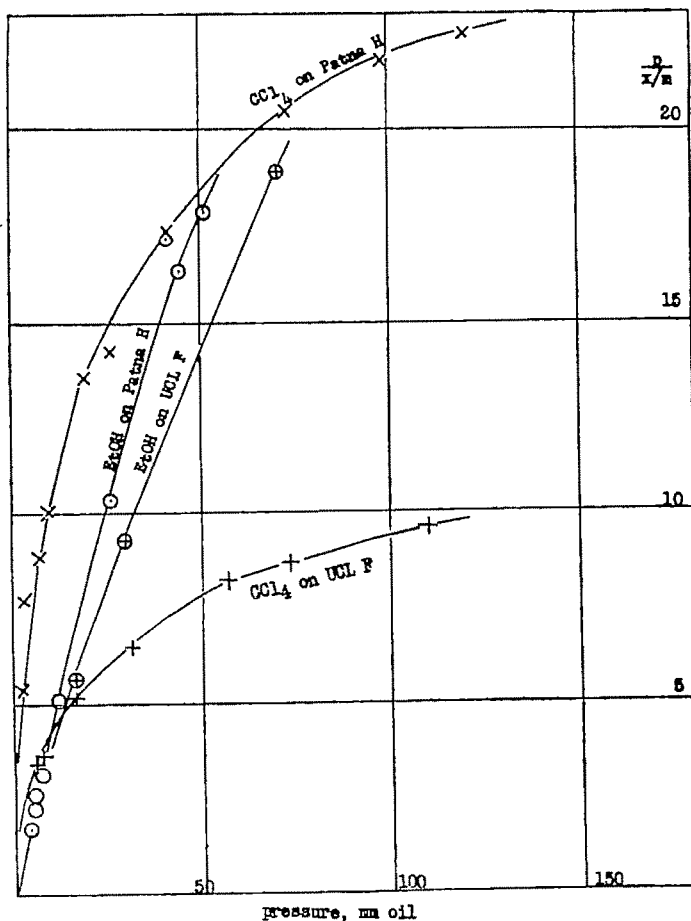 CCl4 on Patna H
p
x/m
20
15
EtOH on Patna H
EtOH on UCL F
10
CCl4 on UCL F
5
50
100
150
pressure, mm oil